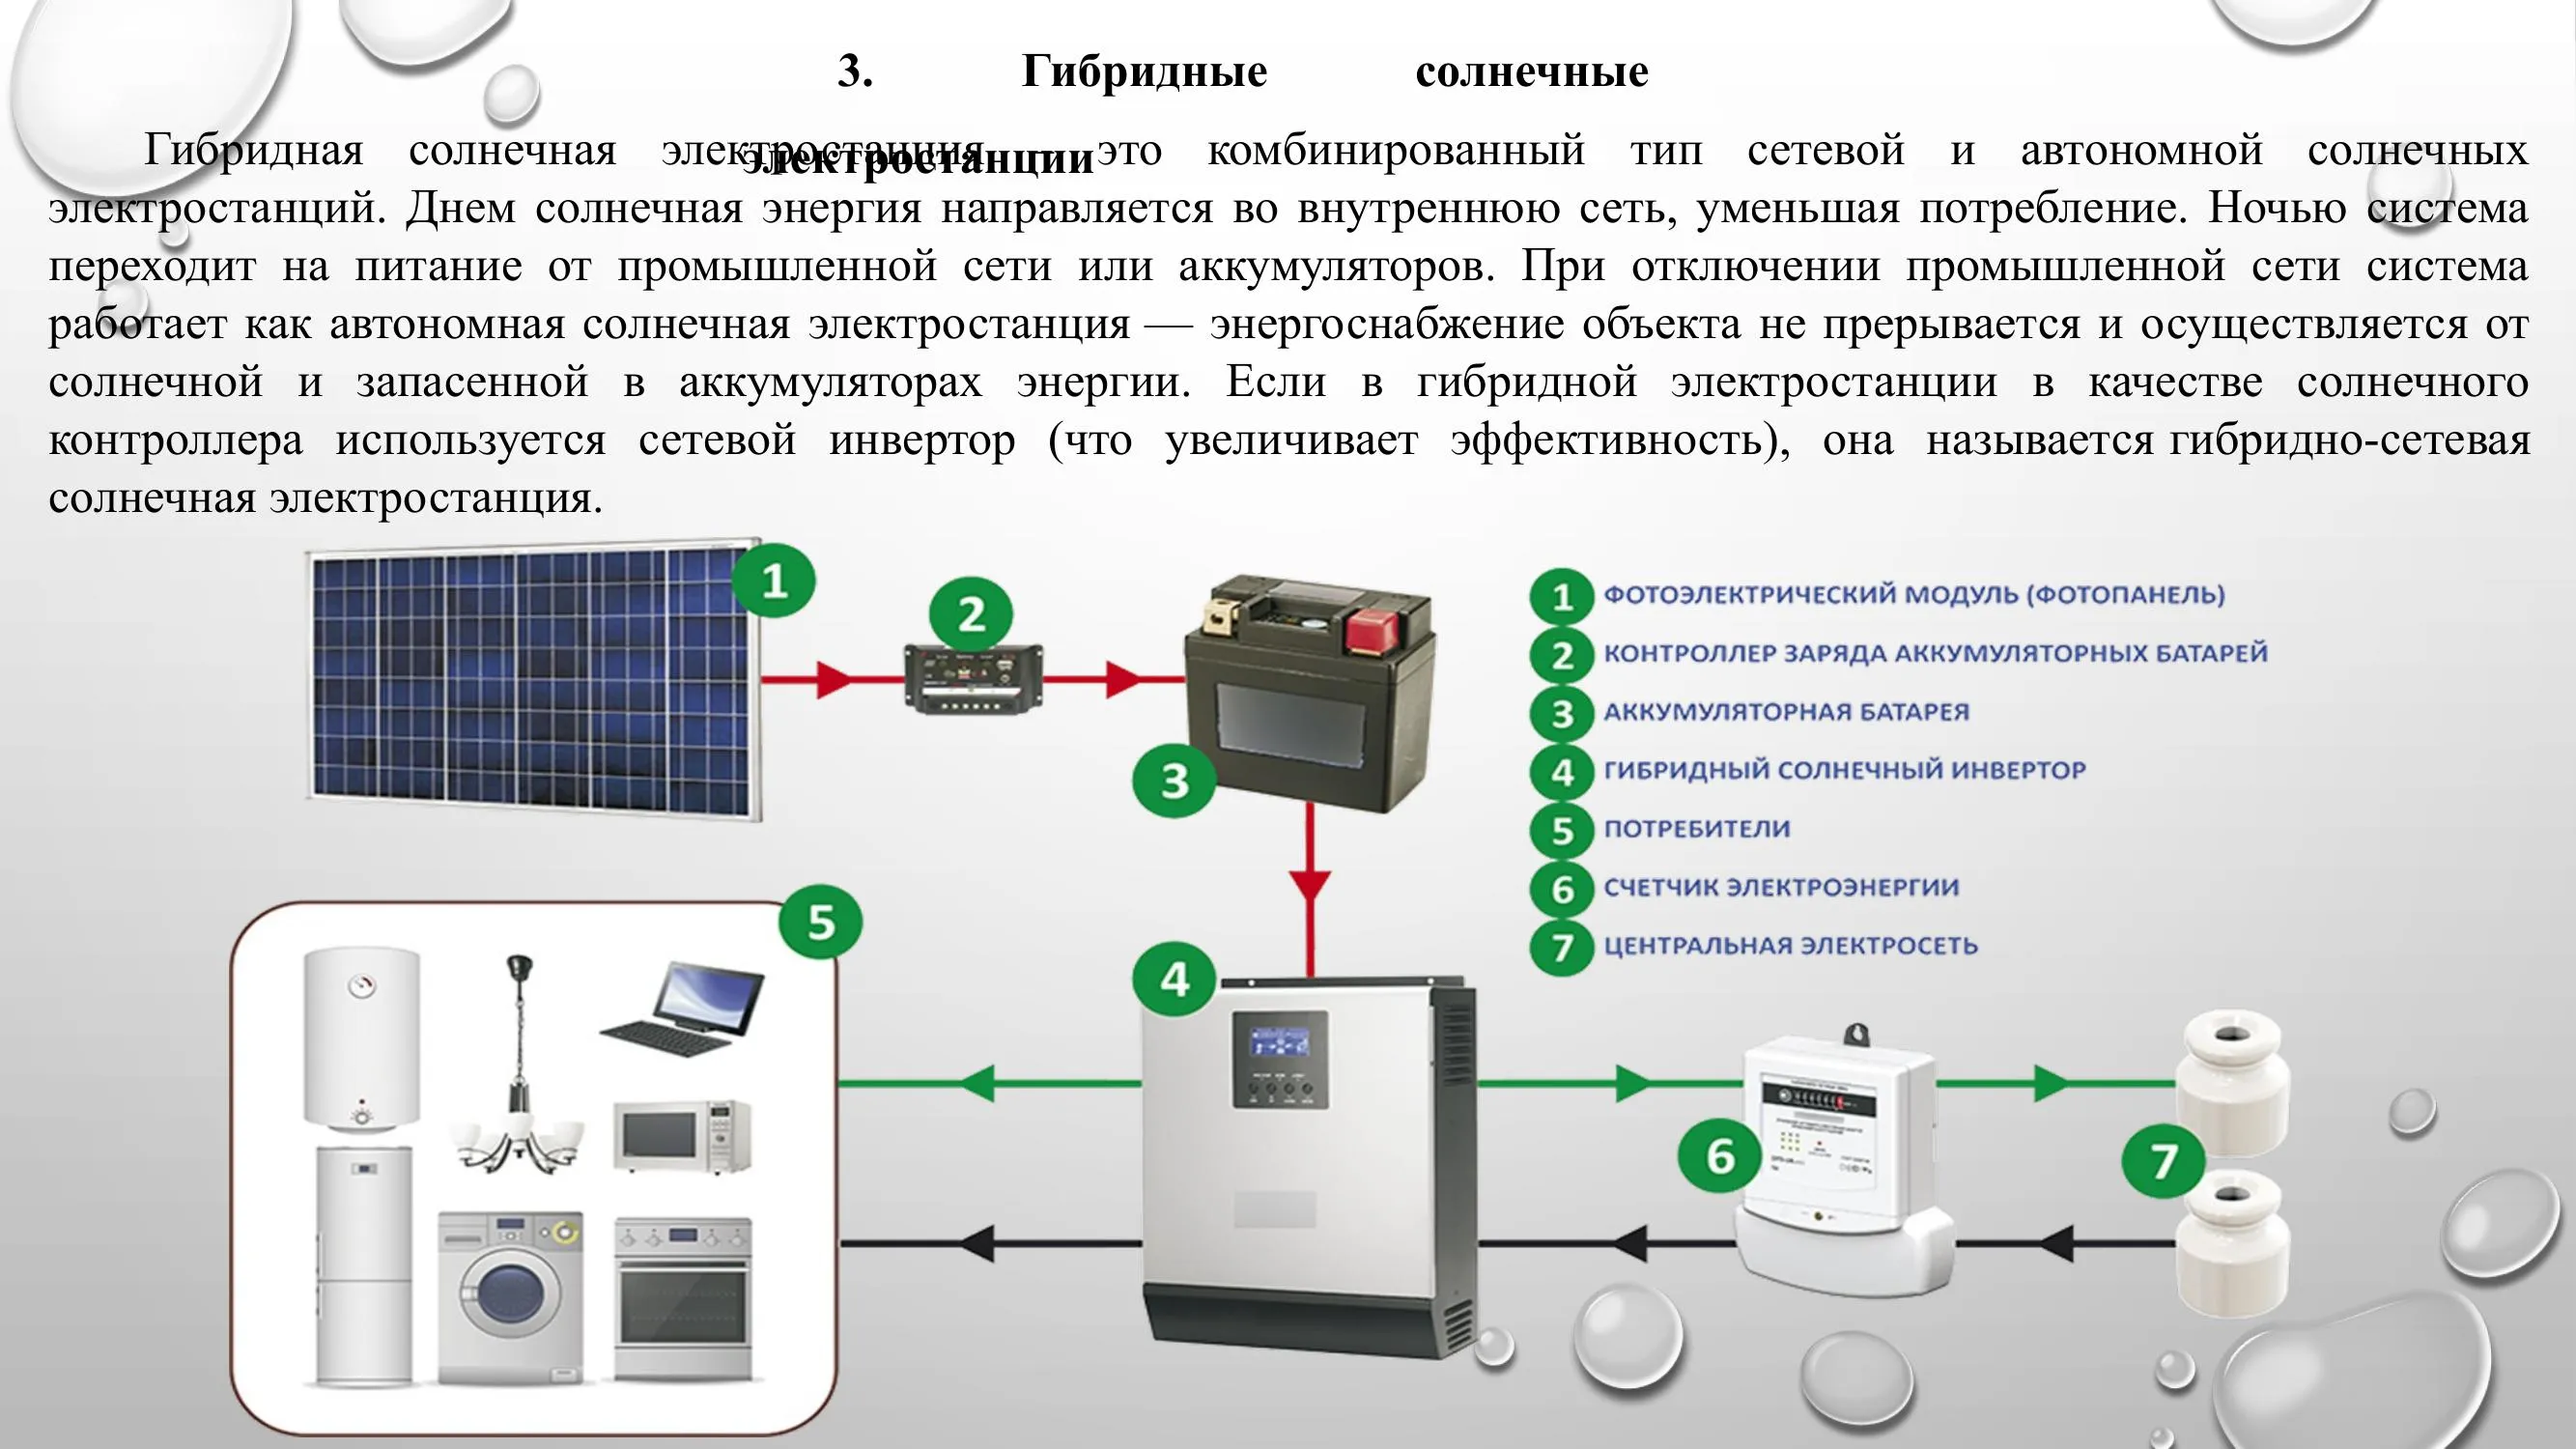 3. Гибридные солнечные
электростанции
Гибридная солнечная электростанция это комбинированный тип сетевой и автономной солнечных
электростанций. Днем солнечная энергия направляется во внутреннюю сеть, уменьшая потребление. Ночью система
переходит на питание от промышленной сети или аккумуляторов. При отключении промышленной сети система
работает как автономная солнечная электростанция — энергоснабжение объекта не прерывается и осуществляется от
солнечной и запасенной в аккумуляторах энергии. Если в гибридной электростанции в качестве солнечного
контроллера используется сетевой инвертор (что увеличивает эффективность), она называется гибридно-сетевая
солнечная электростанция.
1
2
3
4
5
6
7
1 ФОТОЭЛЕКТРИЧЕСКИЙ МОДУЛЬ (ФОТОПАНЕЛЬ)
2 КОНТРОЛЛЕР ЗАРЯДА АККУМУЛЯТОРНЫХ БАТАРЕЙ
3 АККУМУЛЯТОРНАЯ БАТАРЕЯ
4 ГИБРИДНЫЙ СОЛНЕЧНЫЙ ИНВЕРТОР
5 ПОТРЕБИТЕЛИ
6 СЧЕТЧИК ЭЛЕКТРОЭНЕРГИИ
7 ЦЕНТРАЛЬНАЯ ЭЛЕКТРОСЕТЬ